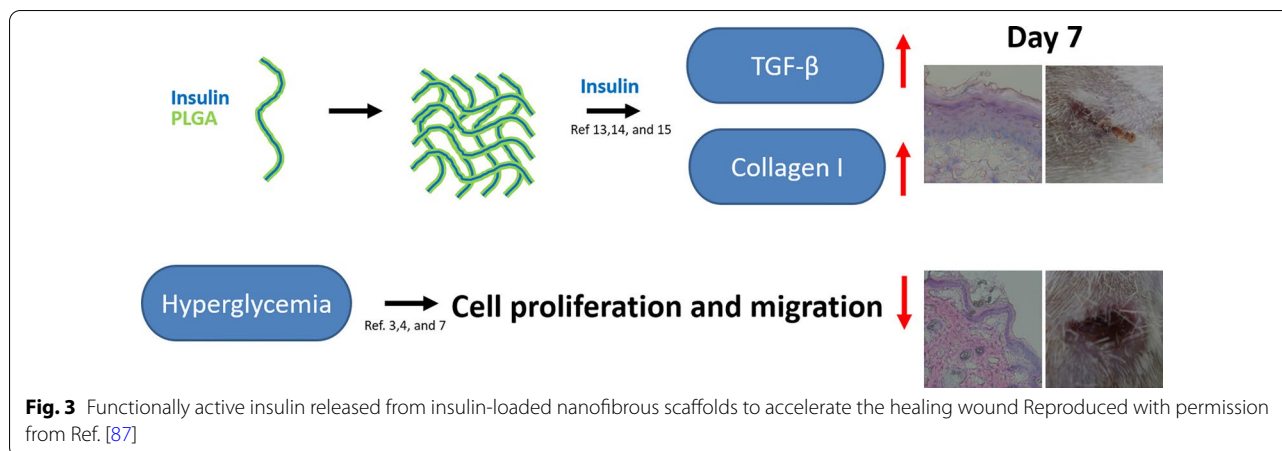 Day 7
TGF-β
Insulin
PLGA
Insulin
Ref 13,14, and 15
Collagen I
Hyperglycemia
Ref. 3,4, and 7
Cell proliferation and migration
Fig. 3 Functionally active insulin released from insulin-loaded nanofibrous scaffolds to accelerate the healing wound Reproduced with permission
from Ref. [87]